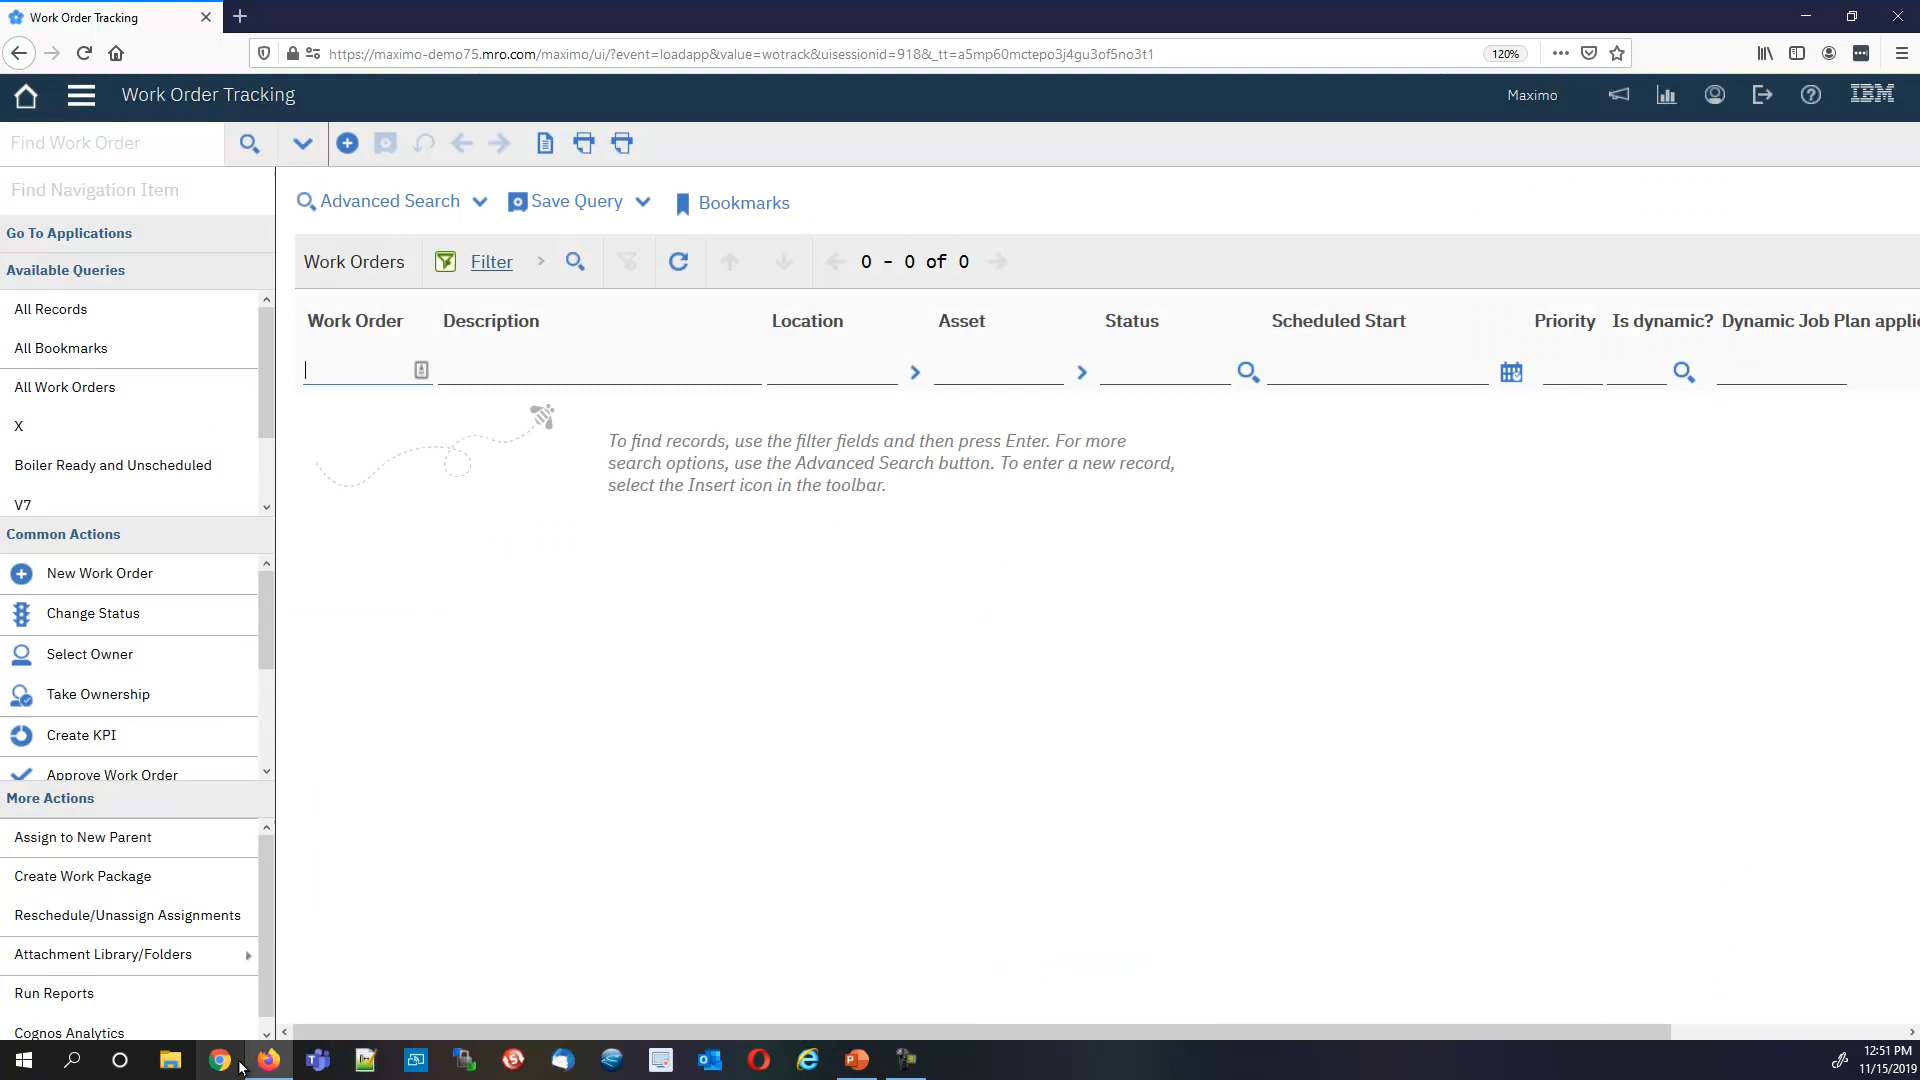 Work Order Tracking
https://maximo-demo75.mro.com/maximo/ui/?event=loadapp&value=wotrack&uisessionid=918&_tt=a5mp60mctepo3j4gu3of5no3t1
120%
Work Order Tracking
Maximo
IBM
Find Work Order
Find Navigation Item
Go To Applications
Available Queries
All Records
All Bookmarks
All Work Orders
X
Boiler Ready and Unscheduled
V7
Common Actions
New Work Order
Change Status
Select Owner
Take Ownership
Create KPI
Approve Work Order
More Actions
Assign to New Parent
Create Work Package
Reschedule/Unassign Assignments
Attachment Library/Folders
Run Reports
Cognos Analytics
Advanced Search
Save Query
Bookmarks
Work Orders
Filter
0 - 0 of 0
Work Order Description Location Asset Status Scheduled Start Priority Is dynamic? Dynamic Job Plan applic
To find records, use the filter fields and then press Enter. For more
search options, use the Advanced Search button. To enter a new record,
select the Insert icon in the toolbar.
12:51 PM
11/15/2019